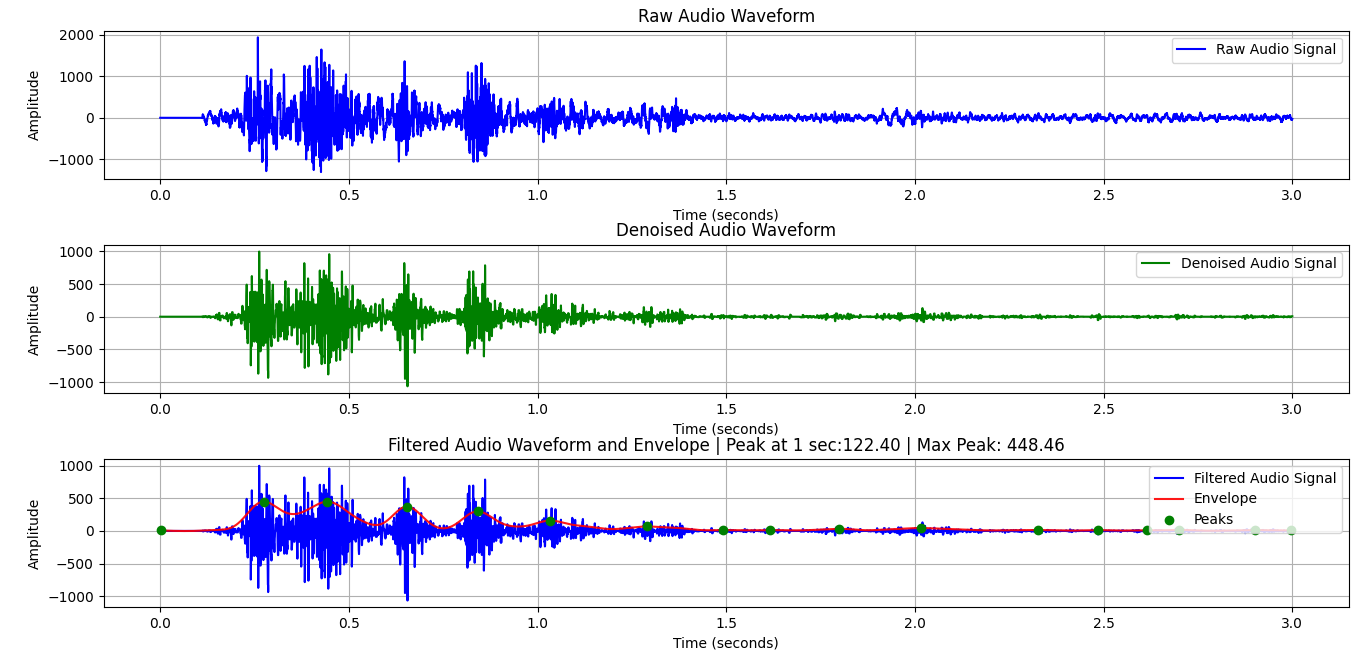 Raw Audio Waveform
2000
1000
0
−1000
Amplitude
Raw Audio Signal
0.0 0.5 1.0 1.5 2.0 2.5 3.0
Time (seconds)
Denoised Audio Waveform
1000
500
0
−500
−1000
Amplitude
Denoised Audio Signal
0.0 0.5 1.0 1.5 2.0 2.5 3.0
Time (seconds)
Filtered Audio Waveform and Envelope | Peak at 1 sec:122.40 | Max Peak: 448.46
1000
500
0
−500
−1000
Amplitude
Filtered Audio Signal
Envelope
Peaks
0.0 0.5 1.0 1.5 2.0 2.5 3.0
Time (seconds)